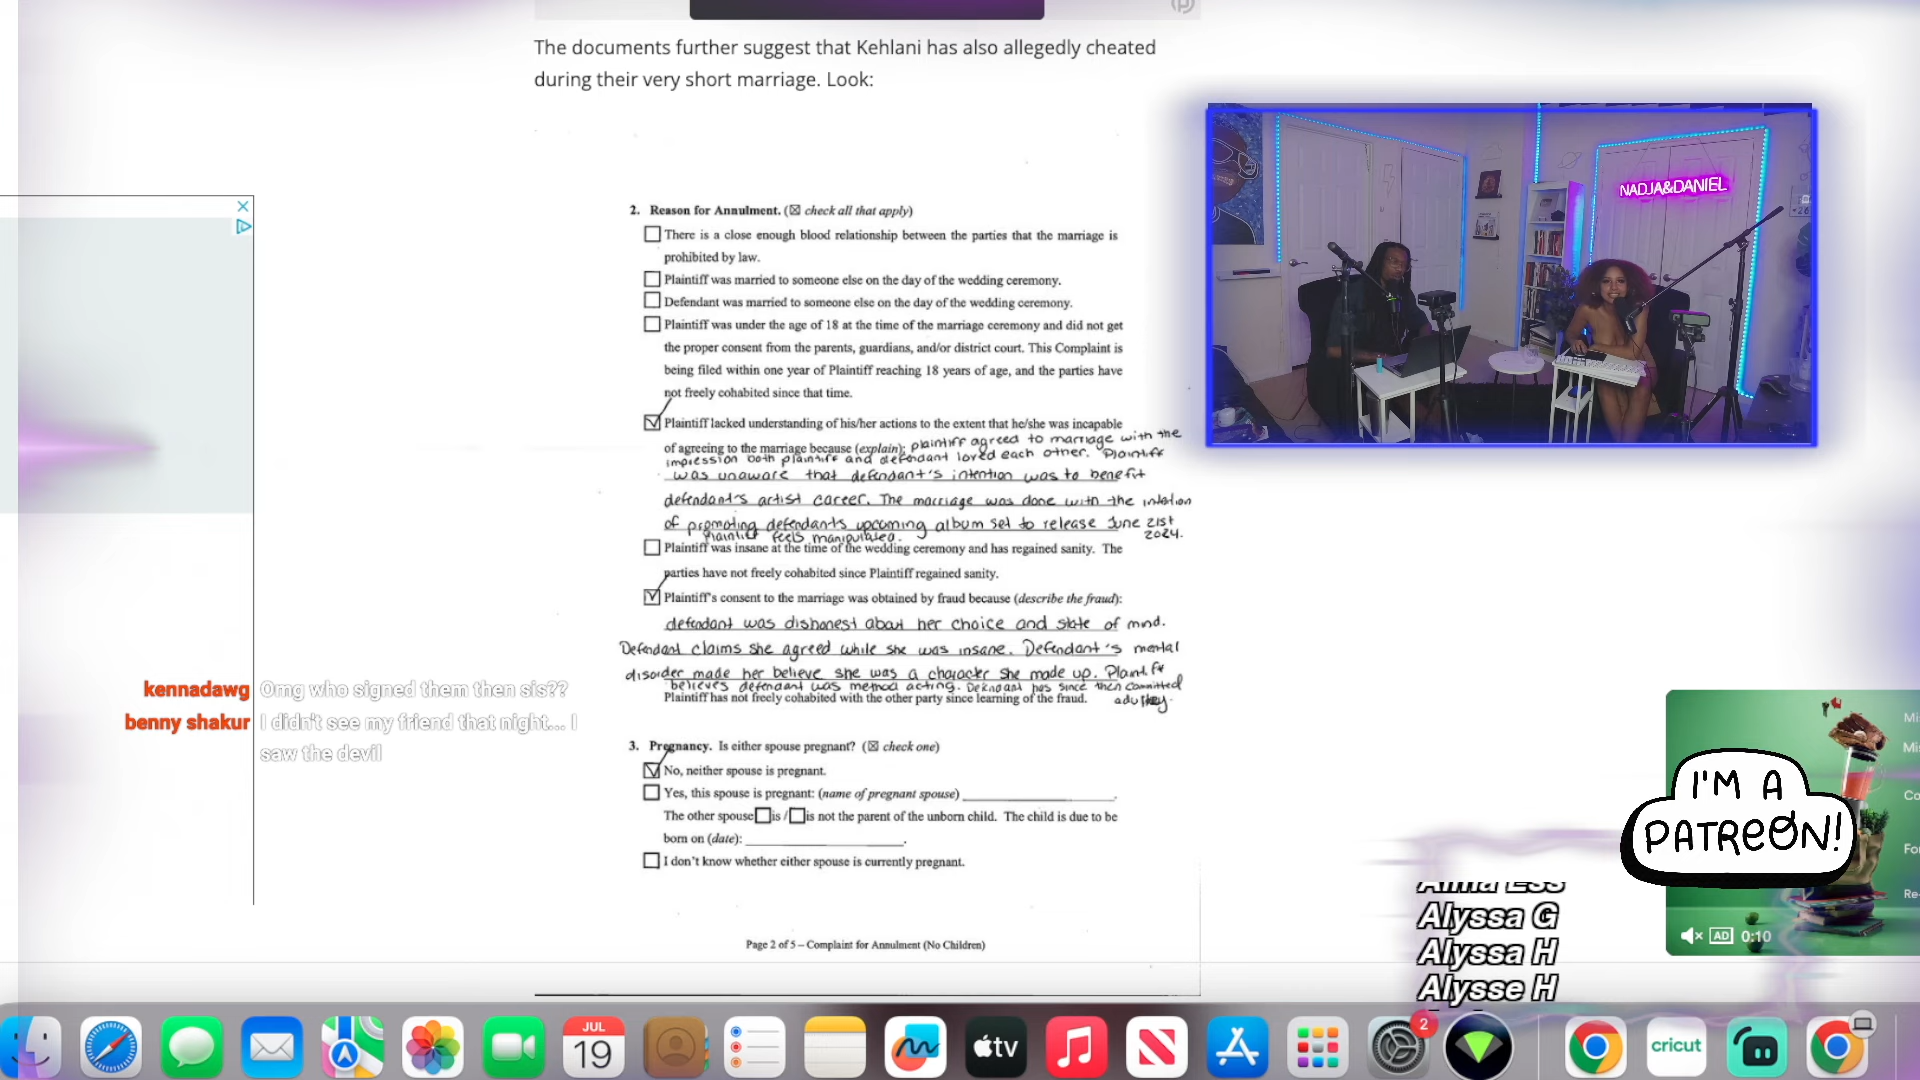 The documents further suggest that Kehlani has also allegedly cheated
during their very short marriage. Look:
2. Reason for Annulment. (☒ check all that apply)
There is a close enough blood relationship between the parties that the marriage is
prohibited by law.
Plaintiff was married to someone else on the day of the wedding ceremony.
Defendant was married to someone else on the day of the wedding ceremony.
Plaintiff was under the age of 18 at the time of the marriage ceremony and did not get
the proper consent from the parents, guardians, and/or district court. This Complaint is
being filed within one year of Plaintiff reaching 18 years of age, and the parties have
not freely cohabited since that time.
Plaintiff lacked understanding of his/her actions to the extent that he/she was incapable
of agreeing to the marriage because (explain): plaintiff agreed to marriage with the
impression both plaintiff and defendant loved each other. Plaintiff
was unaware that defendant's intention was to benefit
defendant's artist career. The marriage was done with the intention
of promoting defendants upcoming album set to release June 21st
2024.
plaintiff feels manipulated.
Plaintiff was insane at the time of the wedding ceremony and has regained sanity. The
parties have not freely cohabited since Plaintiff regained sanity.
Plaintiff's consent to the marriage was obtained by fraud because (describe the fraud):
defendant was dishonest about her choice and state of mind.
Defendant claims she agreed while she was insane. Defendant's mental
disorder made her believe she was a character she made up. Plaintiff
believes defendant was method acting. Defendant has since then committed
adultery.
Plaintiff has not freely cohabited with the other party since learning of the fraud.
3. Pregnancy. Is either spouse pregnant? (☒ check one)
No, neither spouse is pregnant.
Yes, this spouse is pregnant: (name of pregnant spouse)
The other spouse is / is not the parent of the unborn child. The child is due to be
born on (date):
I don't know whether either spouse is currently pregnant.
Page 2 of 5 – Complaint for Annulment (No Children)
NADJA&DANIEL
kennadawg Omg who signed them then sis??
benny shakur I didn't see my friend that night... I
saw the devil
I'M A
PATREON!
Alyssa G
Alyssa H
Alysse H
AD 0:10
JUL
19
tv
2
cricut